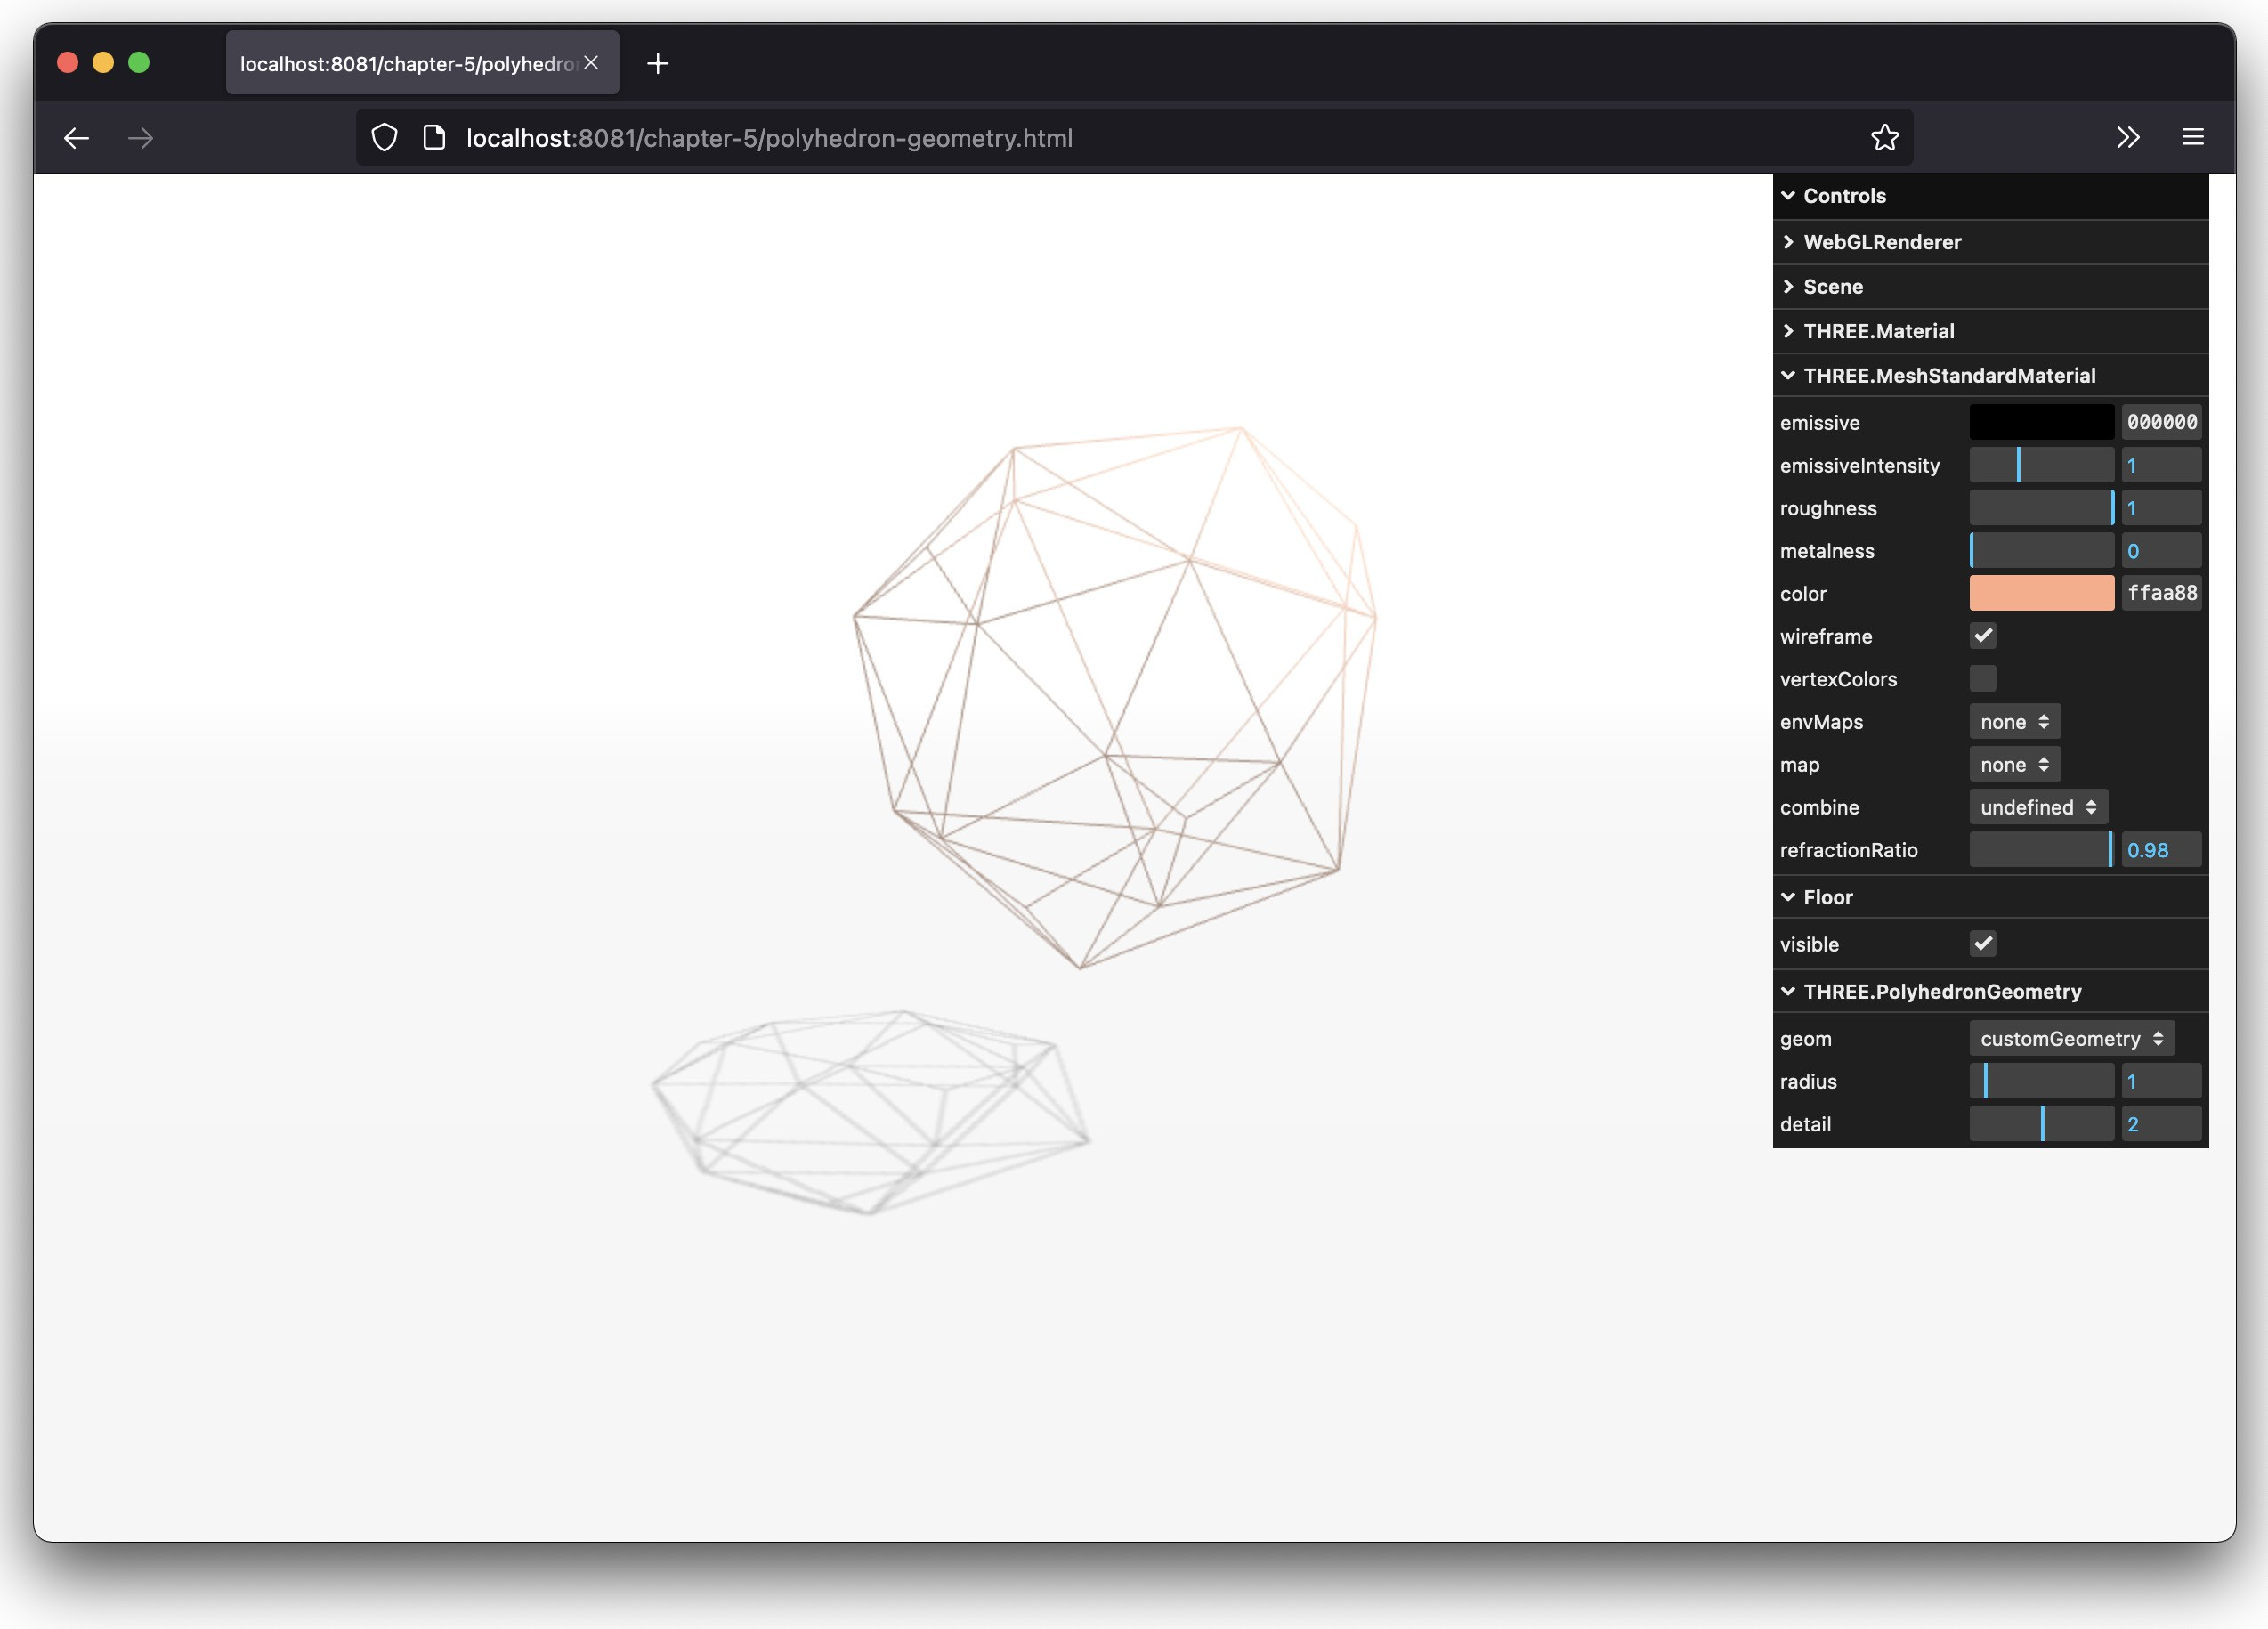 localhost:8081/chapter-5/polyhedro
localhost:8081/chapter-5/polyhedron-geometry.html
Controls
WebGLRenderer
Scene
THREE.Material
THREE.MeshStandardMaterial
emissive 000000
emissiveIntensity 1
roughness 1
metalness 0
color ffaa88
wireframe
vertexColors
envMaps none
map none
combine undefined
refractionRatio 0.98
Floor
visible
THREE.PolyhedronGeometry
geom customGeometry
radius 1
detail 2